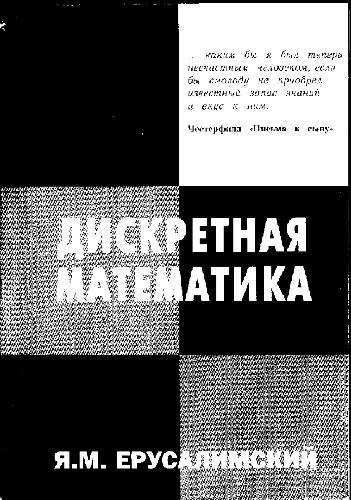 ... каким бы я был теперь
несчастным человеком, если
бы смолоду не приобрел
известный запас знаний
и вкус к ним.
Честерфилд «Письма к сыну»
ДИСКРЕТНАЯ
МАТЕМАТИКА
Я.М. ЕРУСАЛИМСКИЙ